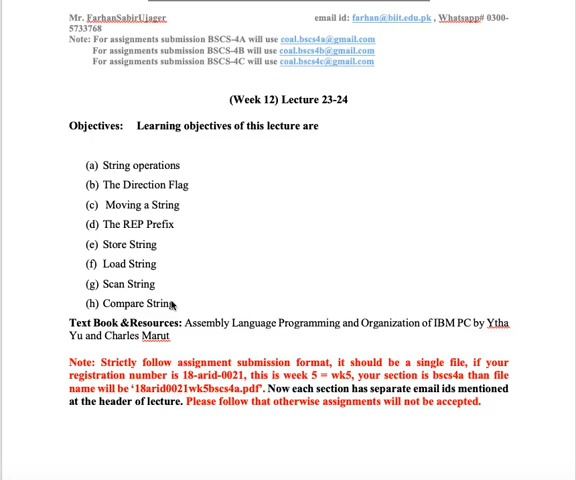 Mr. FarhanSabirUjager email id: farhan@biit.edu.pk , Whatsapp# 0300-
5733768
Note: For assignments submission BSCS-4A will use coal.bscs4a@gmail.com
For assignments submission BSCS-4B will use coal.bscs4b@gmail.com
For assignments submission BSCS-4C will use coal.bscs4c@gmail.com
(Week 12) Lecture 23-24
Objectives: Learning objectives of this lecture are
(a) String operations
(b) The Direction Flag
(c) Moving a String
(d) The REP Prefix
(e) Store String
(f) Load String
(g) Scan String
(h) Compare String
Text Book &Resources: Assembly Language Programming and Organization of IBM PC by Ytha
Yu and Charles Marut
Note: Strictly follow assignment submission format, it should be a single file, if your
registration number is 18-arid-0021, this is week 5 = wk5, your section is bscs4a than file
name will be ‘18arid0021wk5bscs4a.pdf’. Now each section has separate email ids mentioned
at the header of lecture. Please follow that otherwise assignments will not be accepted.